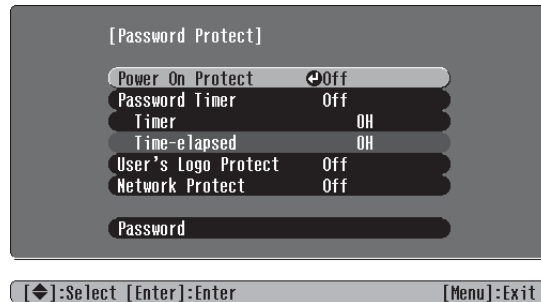 [Password Protect]
Power On Protect Off
Password Timer Off
Timer 0H
Time-elapsed 0H
User's Logo Protect Off
Network Protect Off
Password
[◆]:Select [Enter]:Enter [Menu]:Exit